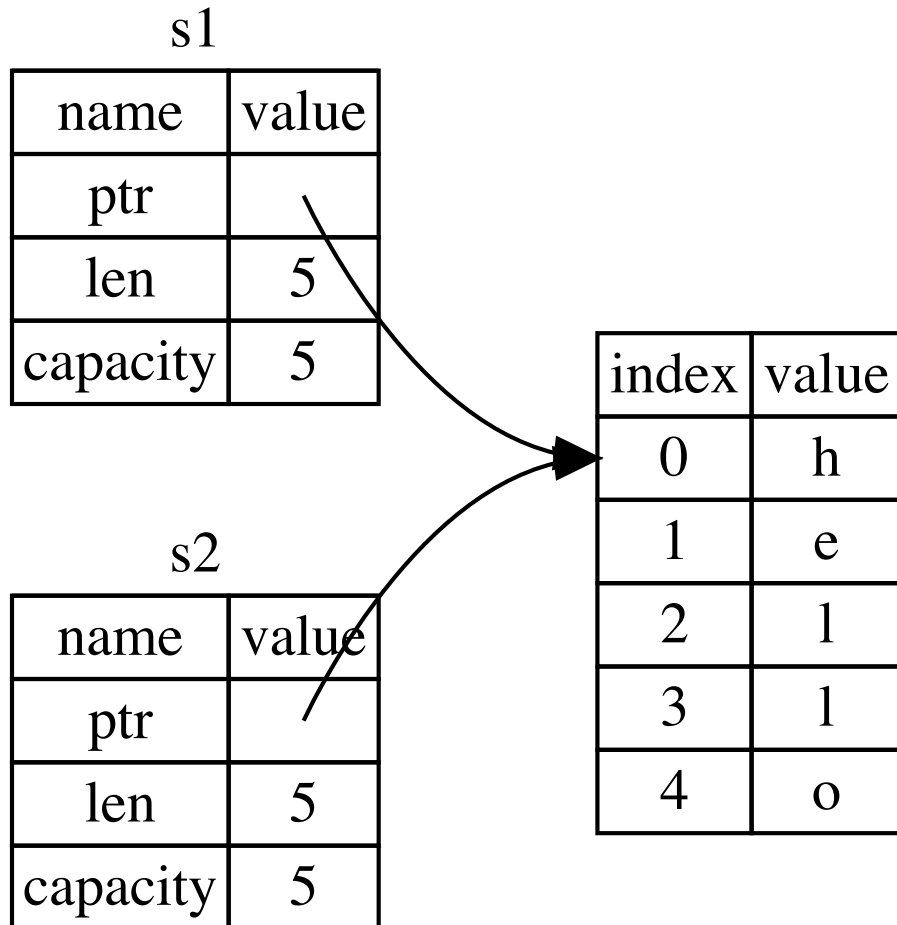 s1
name value
ptr
len 5
capacity 5
s2
name value
ptr
len 5
capacity 5
index value
0 h
1 e
2 l
3 l
4 o